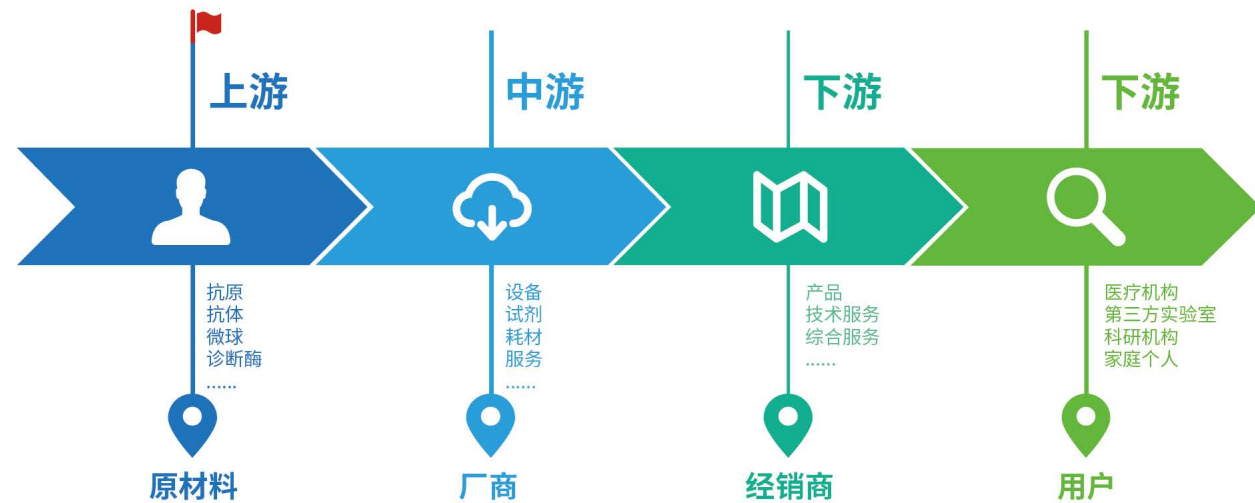 上游
中游
下游
下游
抗原
抗体
微球
诊断酶
......
设备
试剂
耗材
服务
......
产品
技术服务
综合服务
......
医疗机构
第三方实验室
科研机构
家庭个人
原材料
厂商
经销商
用户